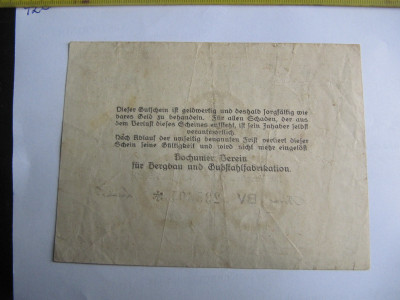 Dieser Gutschein ist geldwertig und deshalb sorgfältig wie
bares Geld zu behandeln. Für allen Schaden, der aus
dem Verlust dieses Scheines entsteht, ist sein Inhaber selbst
verantwortlich.
Nach Ablauf der umseitig benannten Frist verliert dieser
Schein seine Gültigkeit und wird nicht mehr eingelöst
Bochumer Verein
für Bergbau und Gußstahlfabrikation.